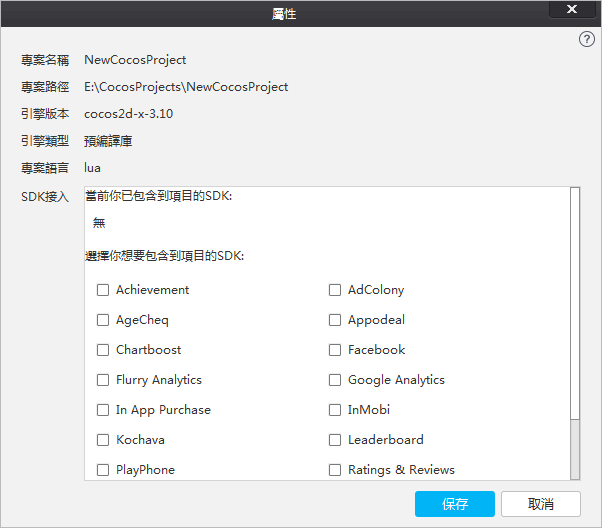 屬性
專案名稱 NewCocosProject
專案路徑 E:\CocosProjects\NewCocosProject
引擎版本 cocos2d-x-3.10
引擎類型 預編譯庫
專案語言 lua
SDK接入 當前你已包含到項目的SDK:
無
選擇你想要包含到項目的SDK:
Achievement AdColony
AgeCheq Appodeal
Chartboost Facebook
Flurry Analytics Google Analytics
In App Purchase InMobi
Kochava Leaderboard
PlayPhone Ratings & Reviews
保存 取消